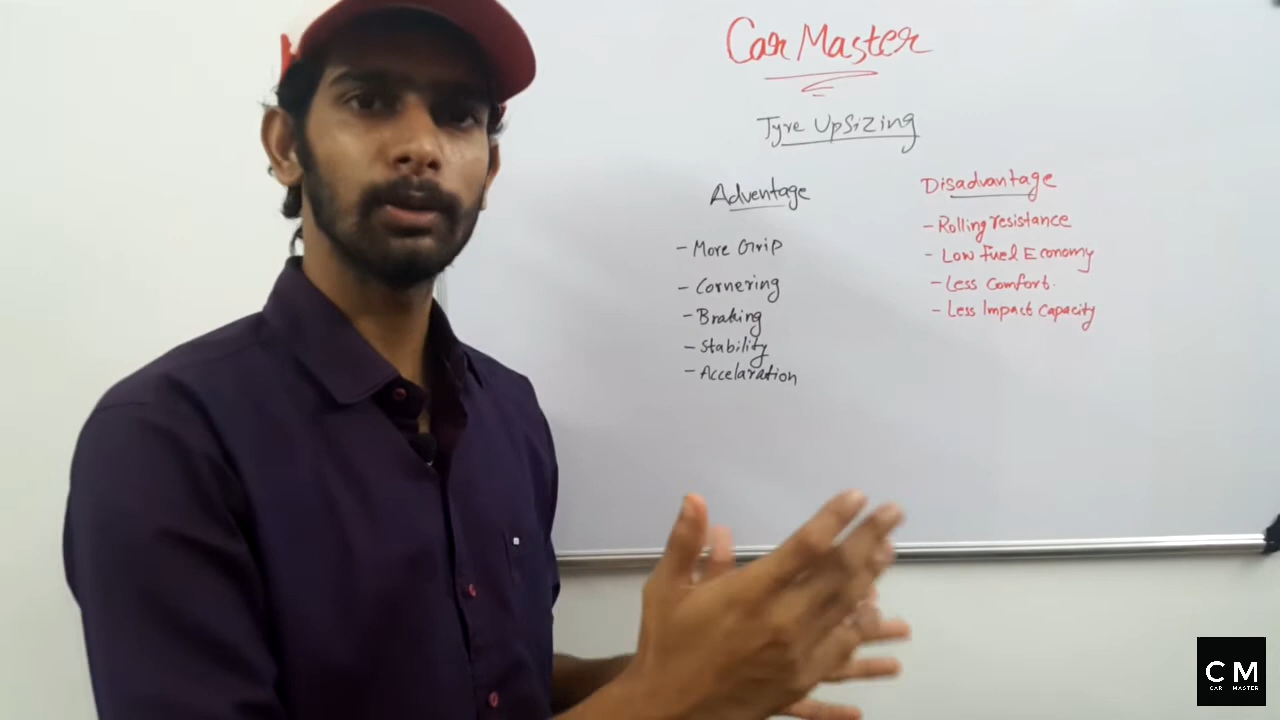 Car Master
Tyre UpSizing
Adventage
- More Grip
- Cornering
- Braking
- Stability
- Accelaration
Disadvantage
- Rolling resistance
- Low Fuel Economy
- Less Comfort.
- Less Impact Capacity
CM
CAR MASTER